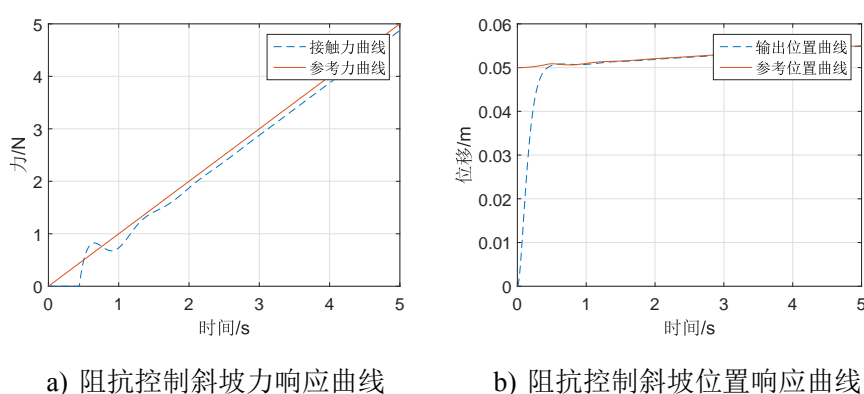 5
4
3
2
1
0
力/N
接触力曲线
参考力曲线
0 1 2 3 4 5
时间/s
a) 阻抗控制斜坡力响应曲线
0.06
0.05
0.04
0.03
0.02
0.01
0
位移/m
输出位置曲线
参考位置曲线
0 1 2 3 4 5
时间/s
b) 阻抗控制斜坡位置响应曲线